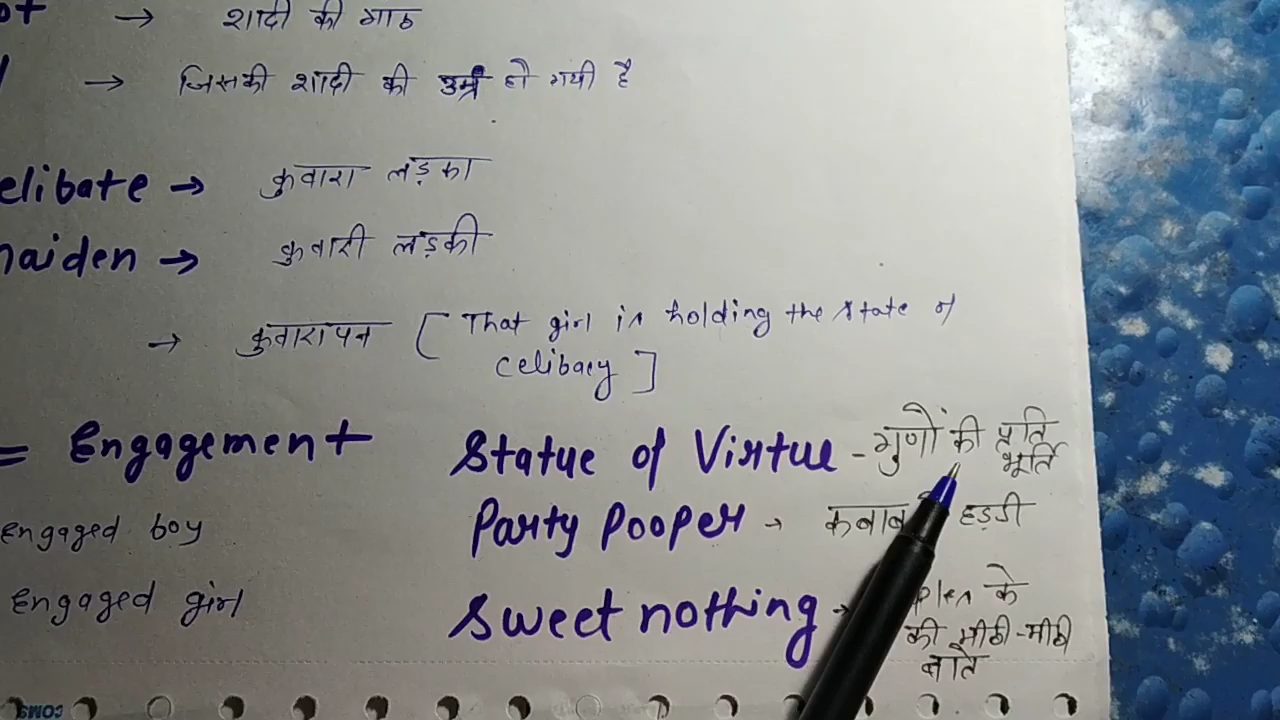 → शादी की गाठ
→ जिसकी शादी की उम्र हो गयी है
elibate → कुवारा लड़का
maiden → कुवारी लड़की
→ कुवारापन [That girl is holding the state of
celibacy]
= Engagement Statue of Virtue - गुणों की प्रति
मूर्ति
Engaged boy Party Pooper → कबाब हड्डी
Engaged girl Sweet nothing → के
की मीठी-मीठी
बातें